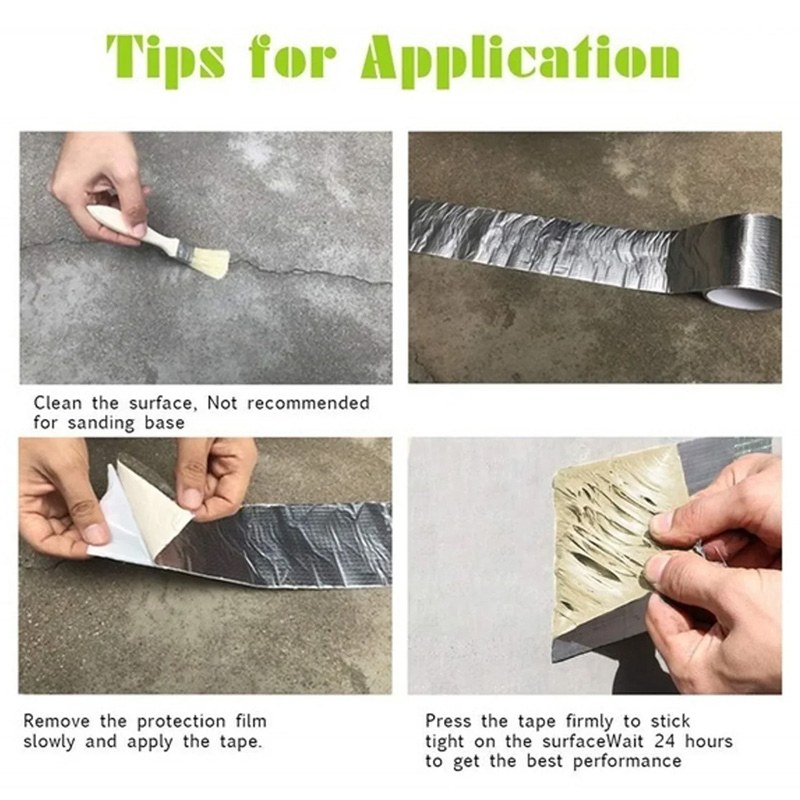 Tips for Application
Clean the surface, Not recommended
for sanding base
Remove the protection film
slowly and apply the tape.
Press the tape firmly to stick
tight on the surfaceWait 24 hours
to get the best performance